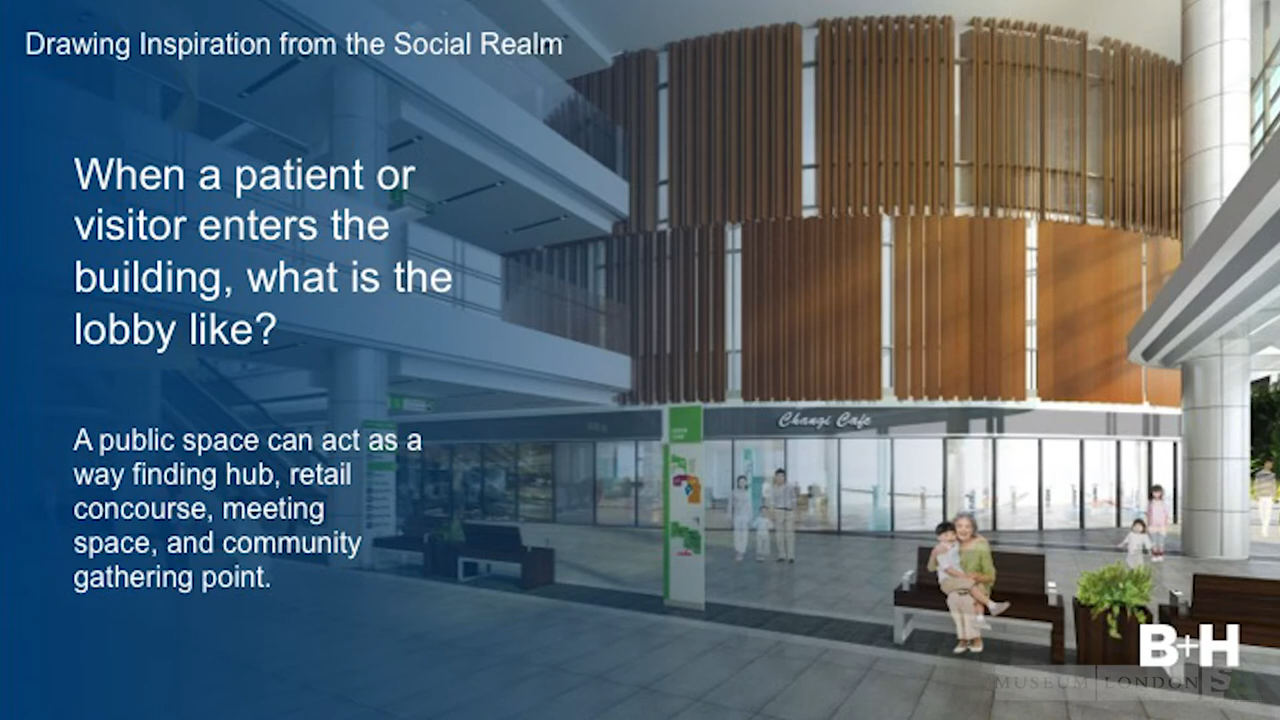 Drawing Inspiration from the Social Realm
When a patient or
visitor enters the
building, what is the
lobby like?
A public space can act as a
way finding hub, retail
concourse, meeting
space, and community
gathering point.
Changi Cafe
B+H
MUSEUM LONDON